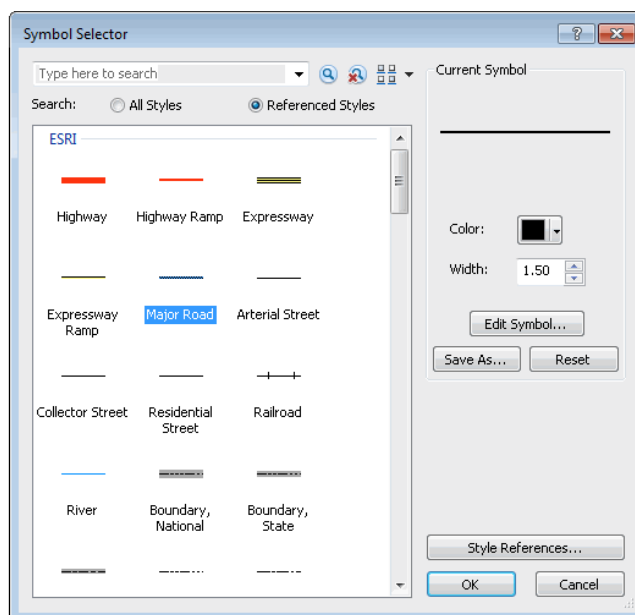 Symbol Selector
Type here to search
Search: All Styles Referenced Styles
ESRI
Highway Highway Ramp Expressway
Expressway Ramp Major Road Arterial Street
Collector Street Residential Street Railroad
River Boundary, National Boundary, State
Current Symbol
Color:
Width: 1.50
Edit Symbol...
Save As... Reset
Style References...
OK Cancel